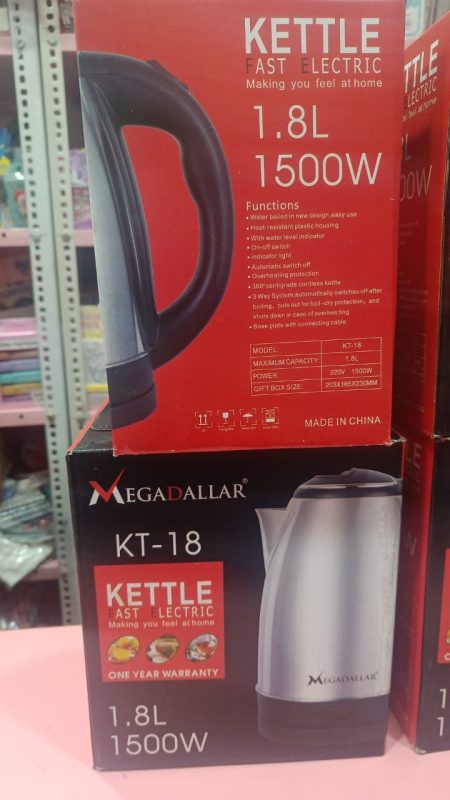 KETTLE
FAST ELECTRIC
Making you feel at home
1.8L
1500W
Functions
• Water boiled in new design,easy use
• Heat-resistant plastic housing
• With water level indicator
• On-off switch
• indicator light
• Automatic switch off
• Overheating protection
• 360°centigrade cordless kettle
• 3 Way System:automatically switches off after
boiling, cuts out for boil-dry protection, and
shuts down in case of overheating
• Base plate with connecting cable
MODEL: KT-18
MAXIMUM CAPACITY: 1.8L
POWER: 220V 1500W
GIFT BOX SIZE: 203X165X230MM
MADE IN CHINA
TTLE
ELECTRIC
u feel at home
L
00W
MEGADALLAR®
KT-18
KETTLE
FAST ELECTRIC
Making you feel at home
ONE YEAR WARRANTY
1.8L
1500W
MEGADALLAR